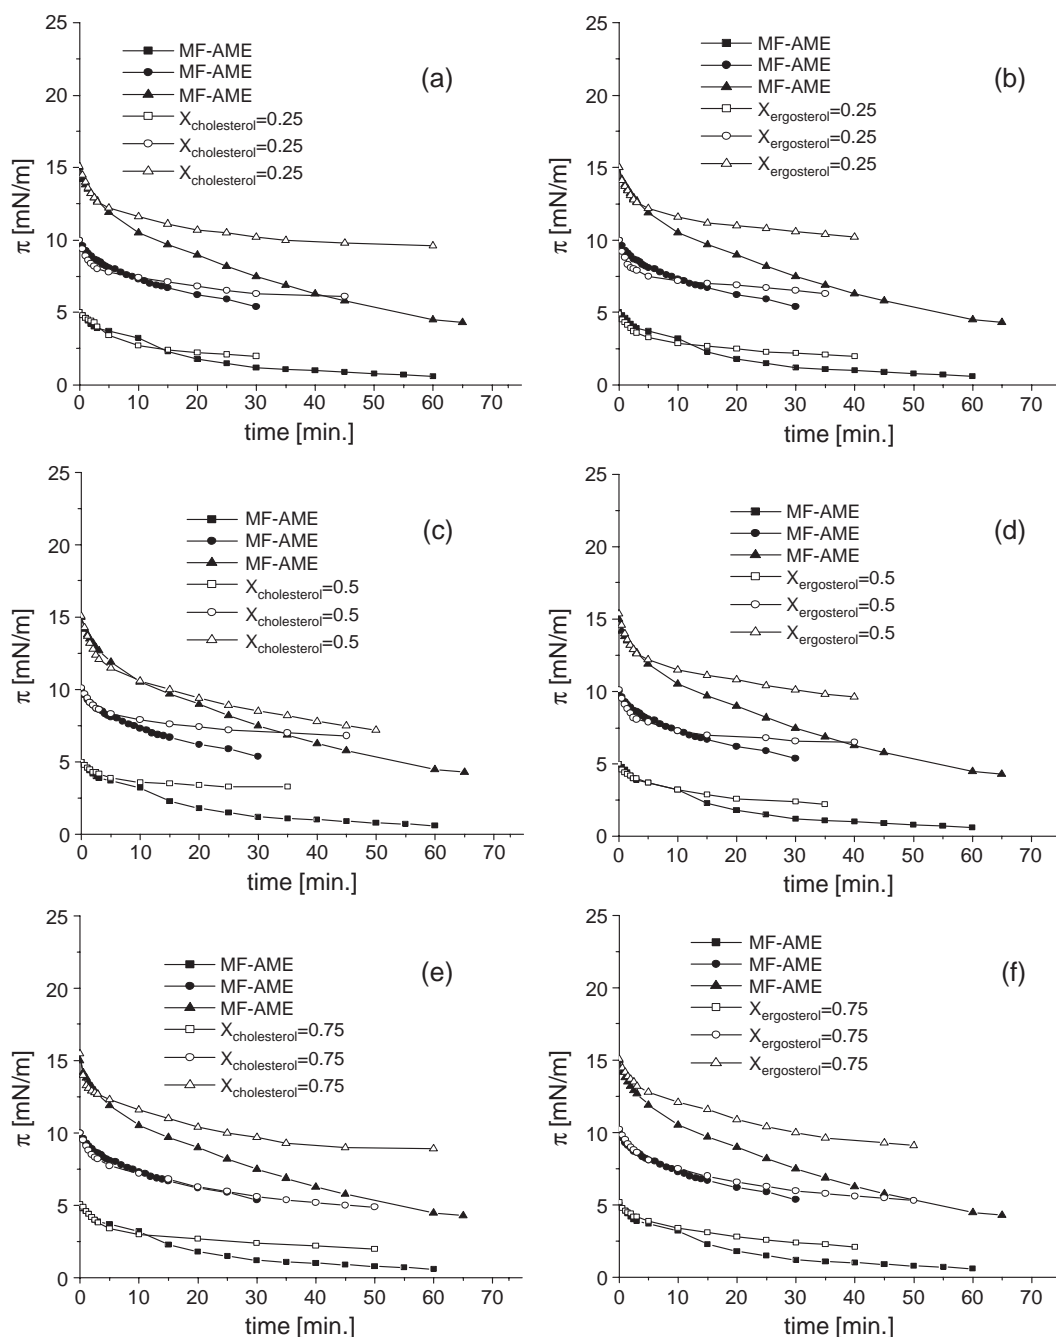 25
MF-AME
MF-AME
MF-AME
Xcholesterol=0.25
Xcholesterol=0.25
Xcholesterol=0.25
(a)
20
15
10
5
0
π [mN/m]
0 10 20 30 40 50 60 70
time [min.]
25
MF-AME
MF-AME
MF-AME
Xergosterol=0.25
Xergosterol=0.25
Xergosterol=0.25
(b)
20
15
10
5
0
π [mN/m]
0 10 20 30 40 50 60 70
time [min.]
25
MF-AME
MF-AME
MF-AME
Xcholesterol=0.5
Xcholesterol=0.5
Xcholesterol=0.5
(c)
20
15
10
5
0
π [mN/m]
0 10 20 30 40 50 60 70
time [min.]
25
MF-AME
MF-AME
MF-AME
Xergosterol=0.5
Xergosterol=0.5
Xergosterol=0.5
(d)
20
15
10
5
0
π [mN/m]
0 10 20 30 40 50 60 70
time [min.]
25
MF-AME
MF-AME
MF-AME
Xcholesterol=0.75
Xcholesterol=0.75
Xcholesterol=0.75
(e)
20
15
10
5
0
π [mN/m]
0 10 20 30 40 50 60 70
time [min.]
25
MF-AME
MF-AME
MF-AME
Xergosterol=0.75
Xergosterol=0.75
Xergosterol=0.75
(f)
20
15
10
5
0
π [mN/m]
0 10 20 30 40 50 60 70
time [min.]